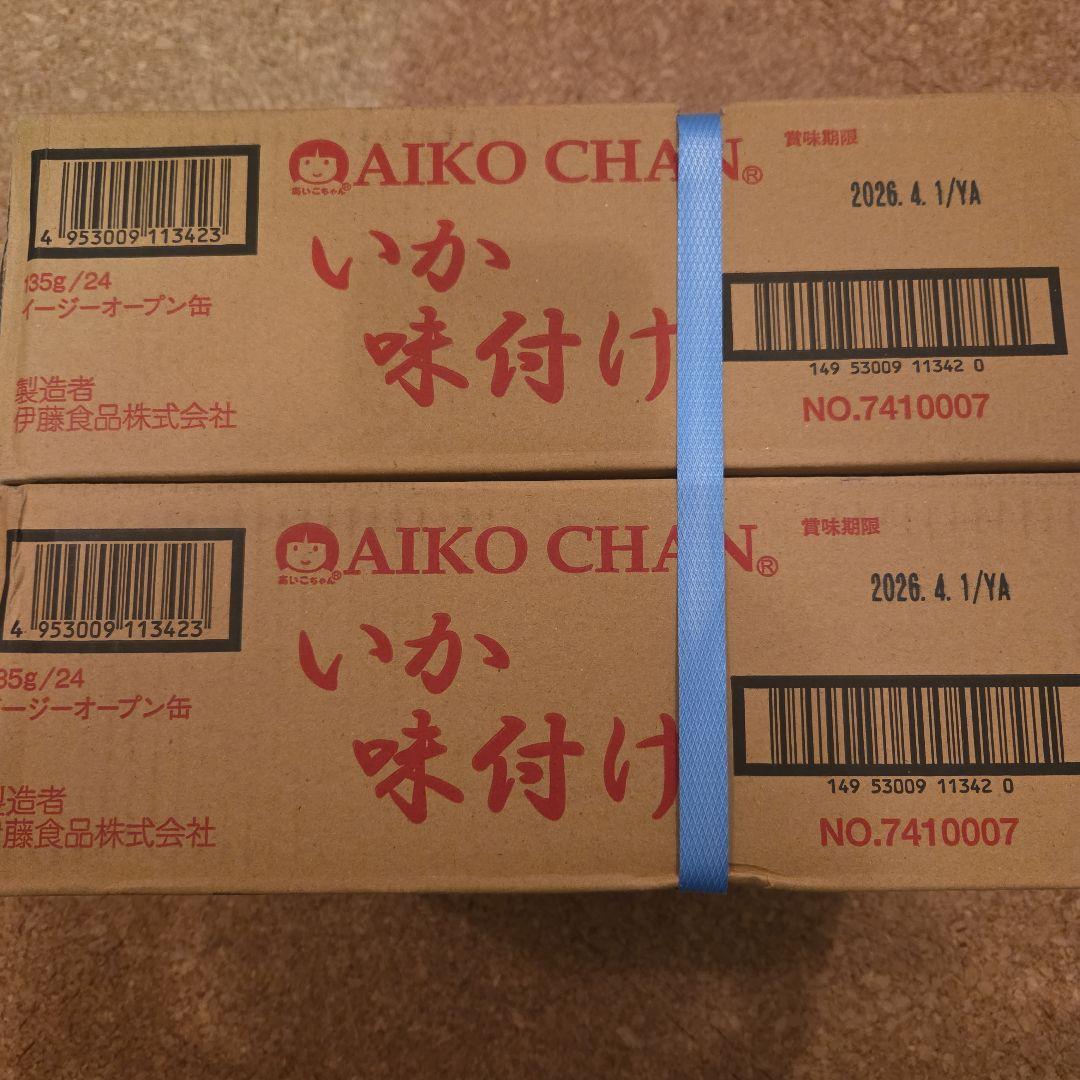 AIKO CHAN®
あいこちゃん®
賞味期限
2026. 4. 1/YA
4 953009 113423
いか
味付け
35g/24
イージーオープン缶
149 53009 11342 0
NO.7410007
製造者
伊藤食品株式会社
AIKO CHAN®
あいこちゃん®
賞味期限
2026. 4. 1/YA
4 953009 113423
いか
味付け
35g/24
ージーオープン缶
149 53009 11342 0
NO.7410007
製造者
伊藤食品株式会社